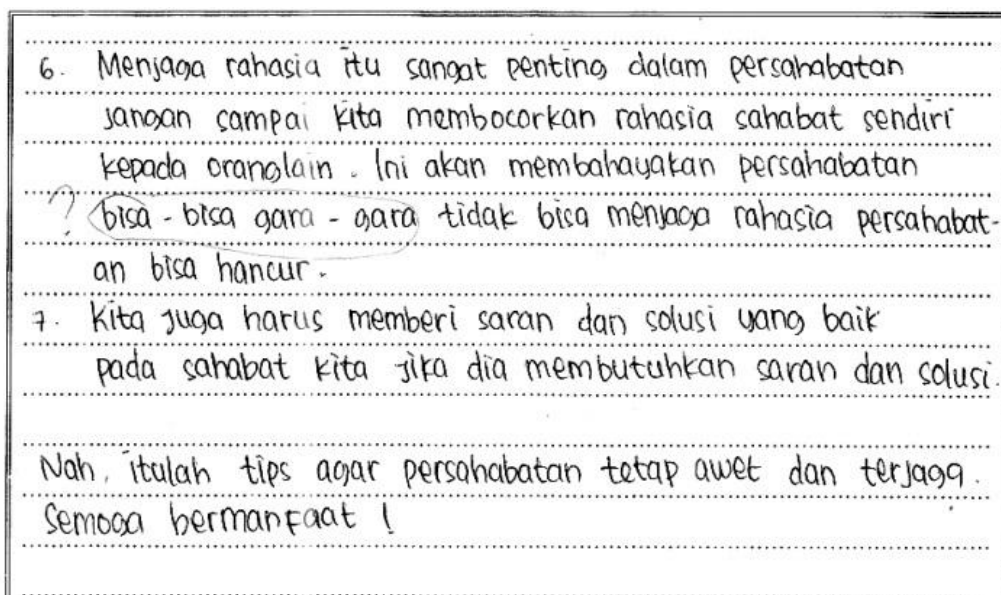 6. Menjaga rahasia itu sangat penting dalam persahabatan
jangan sampai kita membocorkan rahasia sahabat sendiri
kepada oranglain. Ini akan membahayakan persahabatan
? bisa - bisa gara - gara tidak bisa menjaga rahasia persahabat-
an bisa hancur.
7. Kita juga harus memberi saran dan solusi yang baik
pada sahabat kita jika dia membutuhkan saran dan solusi.
Nah, itulah tips agar persahabatan tetap awet dan terjaga.
Semoga bermanfaat !